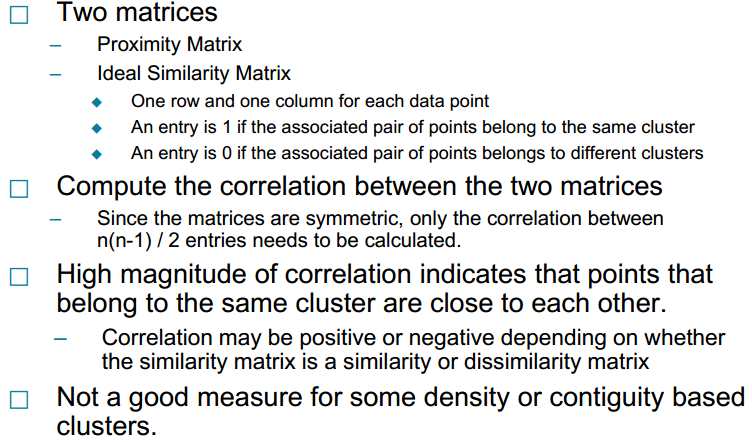 Two matrices
– Proximity Matrix
– Ideal Similarity Matrix
◆ One row and one column for each data point
◆ An entry is 1 if the associated pair of points belong to the same cluster
◆ An entry is 0 if the associated pair of points belongs to different clusters
Compute the correlation between the two matrices
– Since the matrices are symmetric, only the correlation between
n(n-1) / 2 entries needs to be calculated.
High magnitude of correlation indicates that points that
belong to the same cluster are close to each other.
– Correlation may be positive or negative depending on whether
the similarity matrix is a similarity or dissimilarity matrix
Not a good measure for some density or contiguity based
clusters.